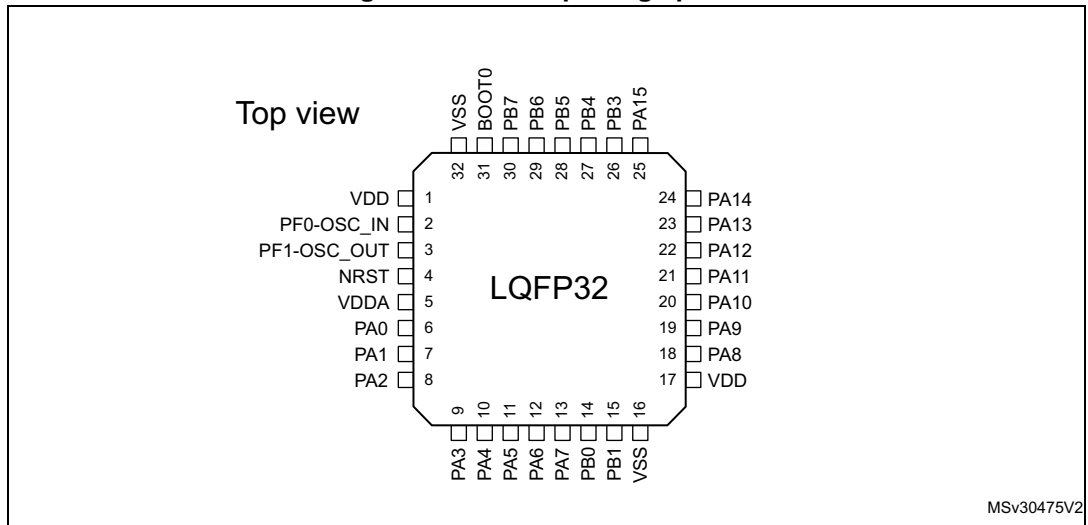 Top view
VSS
BOOT0
PB7
PB6
PB5
PB4
PB3
PA15
32 31 30 29 28 27 26 25
VDD 1
PF0-OSC_IN 2
PF1-OSC_OUT 3
NRST 4
VDDA 5
PA0 6
PA1 7
PA2 8
LQFP32
24 PA14
23 PA13
22 PA12
21 PA11
20 PA10
19 PA9
18 PA8
17 VDD
9 10 11 12 13 14 15 16
PA3
PA4
PA5
PA6
PA7
PB0
PB1
VSS
MSv30475V2